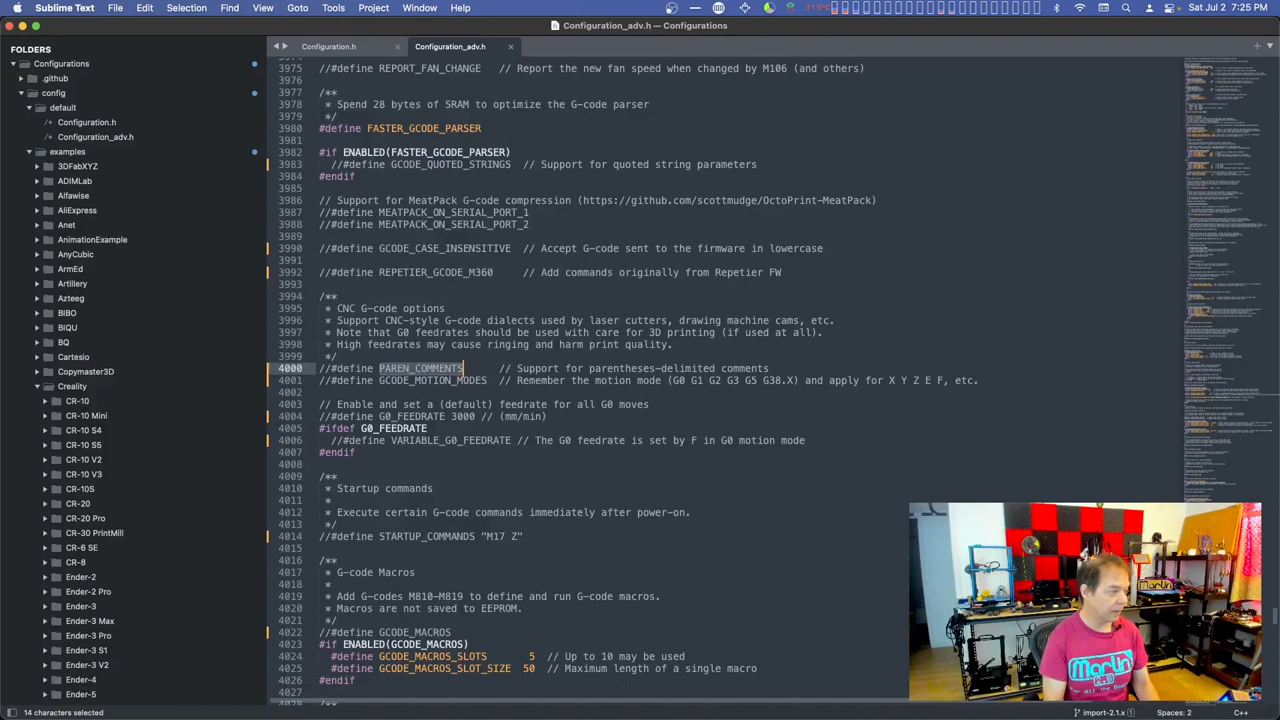 Sublime Text File Edit Selection Find View Goto Tools Project Window Help 31.0°C Sat Jul 2 7:25 PM
Configuration_adv.h — Configurations
FOLDERS
Configurations
.github
config
default
/* Configuration.h
/* Configuration_adv.h
examples
3DFabXYZ
ADIMLab
Alfawise
AliExpress
Anet
AnimationExample
AnyCubic
ArmEd
Artillery
Azteeg
BIBO
BIQU
BQ
Cartesio
Copymaster3D
Creality
CR-10
CR-10 Mini
CR-10 S4
CR-10 S5
CR-10 V2
CR-10 V3
CR-10S
CR-20
CR-20 Pro
CR-30 PrintMill
CR-6 SE
CR-8
Ender-2
Ender-2 Pro
Ender-3
Ender-3 Max
Ender-3 Pro
Ender-3 S1
Ender-3 V2
Ender-4
Ender-5
Configuration.h ×
Configuration_adv.h ×
3975 //#define REPORT_FAN_CHANGE // Report the new fan speed when changed by M106 (and others)
3976
3977 /**
3978 * Spend 28 bytes of SRAM to optimize the G-code parser
3979 */
3980 #define FASTER_GCODE_PARSER
3981
3982 #if ENABLED(FASTER_GCODE_PARSER)
3983 //#define GCODE_QUOTED_STRINGS // Support for quoted string parameters
3984 #endif
3985
3986 // Support for MeatPack G-code compression (https://github.com/scottmudge/OctoPrint-MeatPack)
3987 //#define MEATPACK_ON_SERIAL_PORT_1
3988 //#define MEATPACK_ON_SERIAL_PORT_2
3989
3990 //#define GCODE_CASE_INSENSITIVE // Accept G-code sent to the firmware in lowercase
3991
3992 //#define REPETIER_GCODE_M360 // Add commands originally from Repetier FW
3993
3994 /**
3995 * CNC G-code options
3996 * Support CNC-style G-code dialects used by laser cutters, drawing machine cams, etc.
3997 * Note that G0 feedrates should be used with care for 3D printing (if used at all).
3998 * High feedrates may cause ringing and harm print quality.
3999 */
4000 //#define PAREN_COMMENTS // Support for parentheses-delimited comments
4001 //#define GCODE_MOTION_MODES // Remember the motion mode (G0 G1 G2 G3 G5 G38.X) and apply for X Y Z E F, etc.
4002
4003 // Enable and set a (default) feedrate for all G0 moves
4004 //#define G0_FEEDRATE 3000 // (mm/min)
4005 #ifdef G0_FEEDRATE
4006 //#define VARIABLE_G0_FEEDRATE // The G0 feedrate is set by F in G0 motion mode
4007 #endif
4008
4009 /**
4010 * Startup commands
4011 *
4012 * Execute certain G-code commands immediately after power-on.
4013 */
4014 //#define STARTUP_COMMANDS "M17 Z"
4015
4016 /**
4017 * G-code Macros
4018 *
4019 * Add G-codes M810-M819 to define and run G-code macros.
4020 * Macros are not saved to EEPROM.
4021 */
4022 //#define GCODE_MACROS
4023 #if ENABLED(GCODE_MACROS)
4024 #define GCODE_MACROS_SLOTS 5 // Up to 10 may be used
4025 #define GCODE_MACROS_SLOT_SIZE 50 // Maximum length of a single macro
4026 #endif
4027
4028 /**
Marlin
Marlin
14 characters selected import-2.1.x Spaces: 2 C++